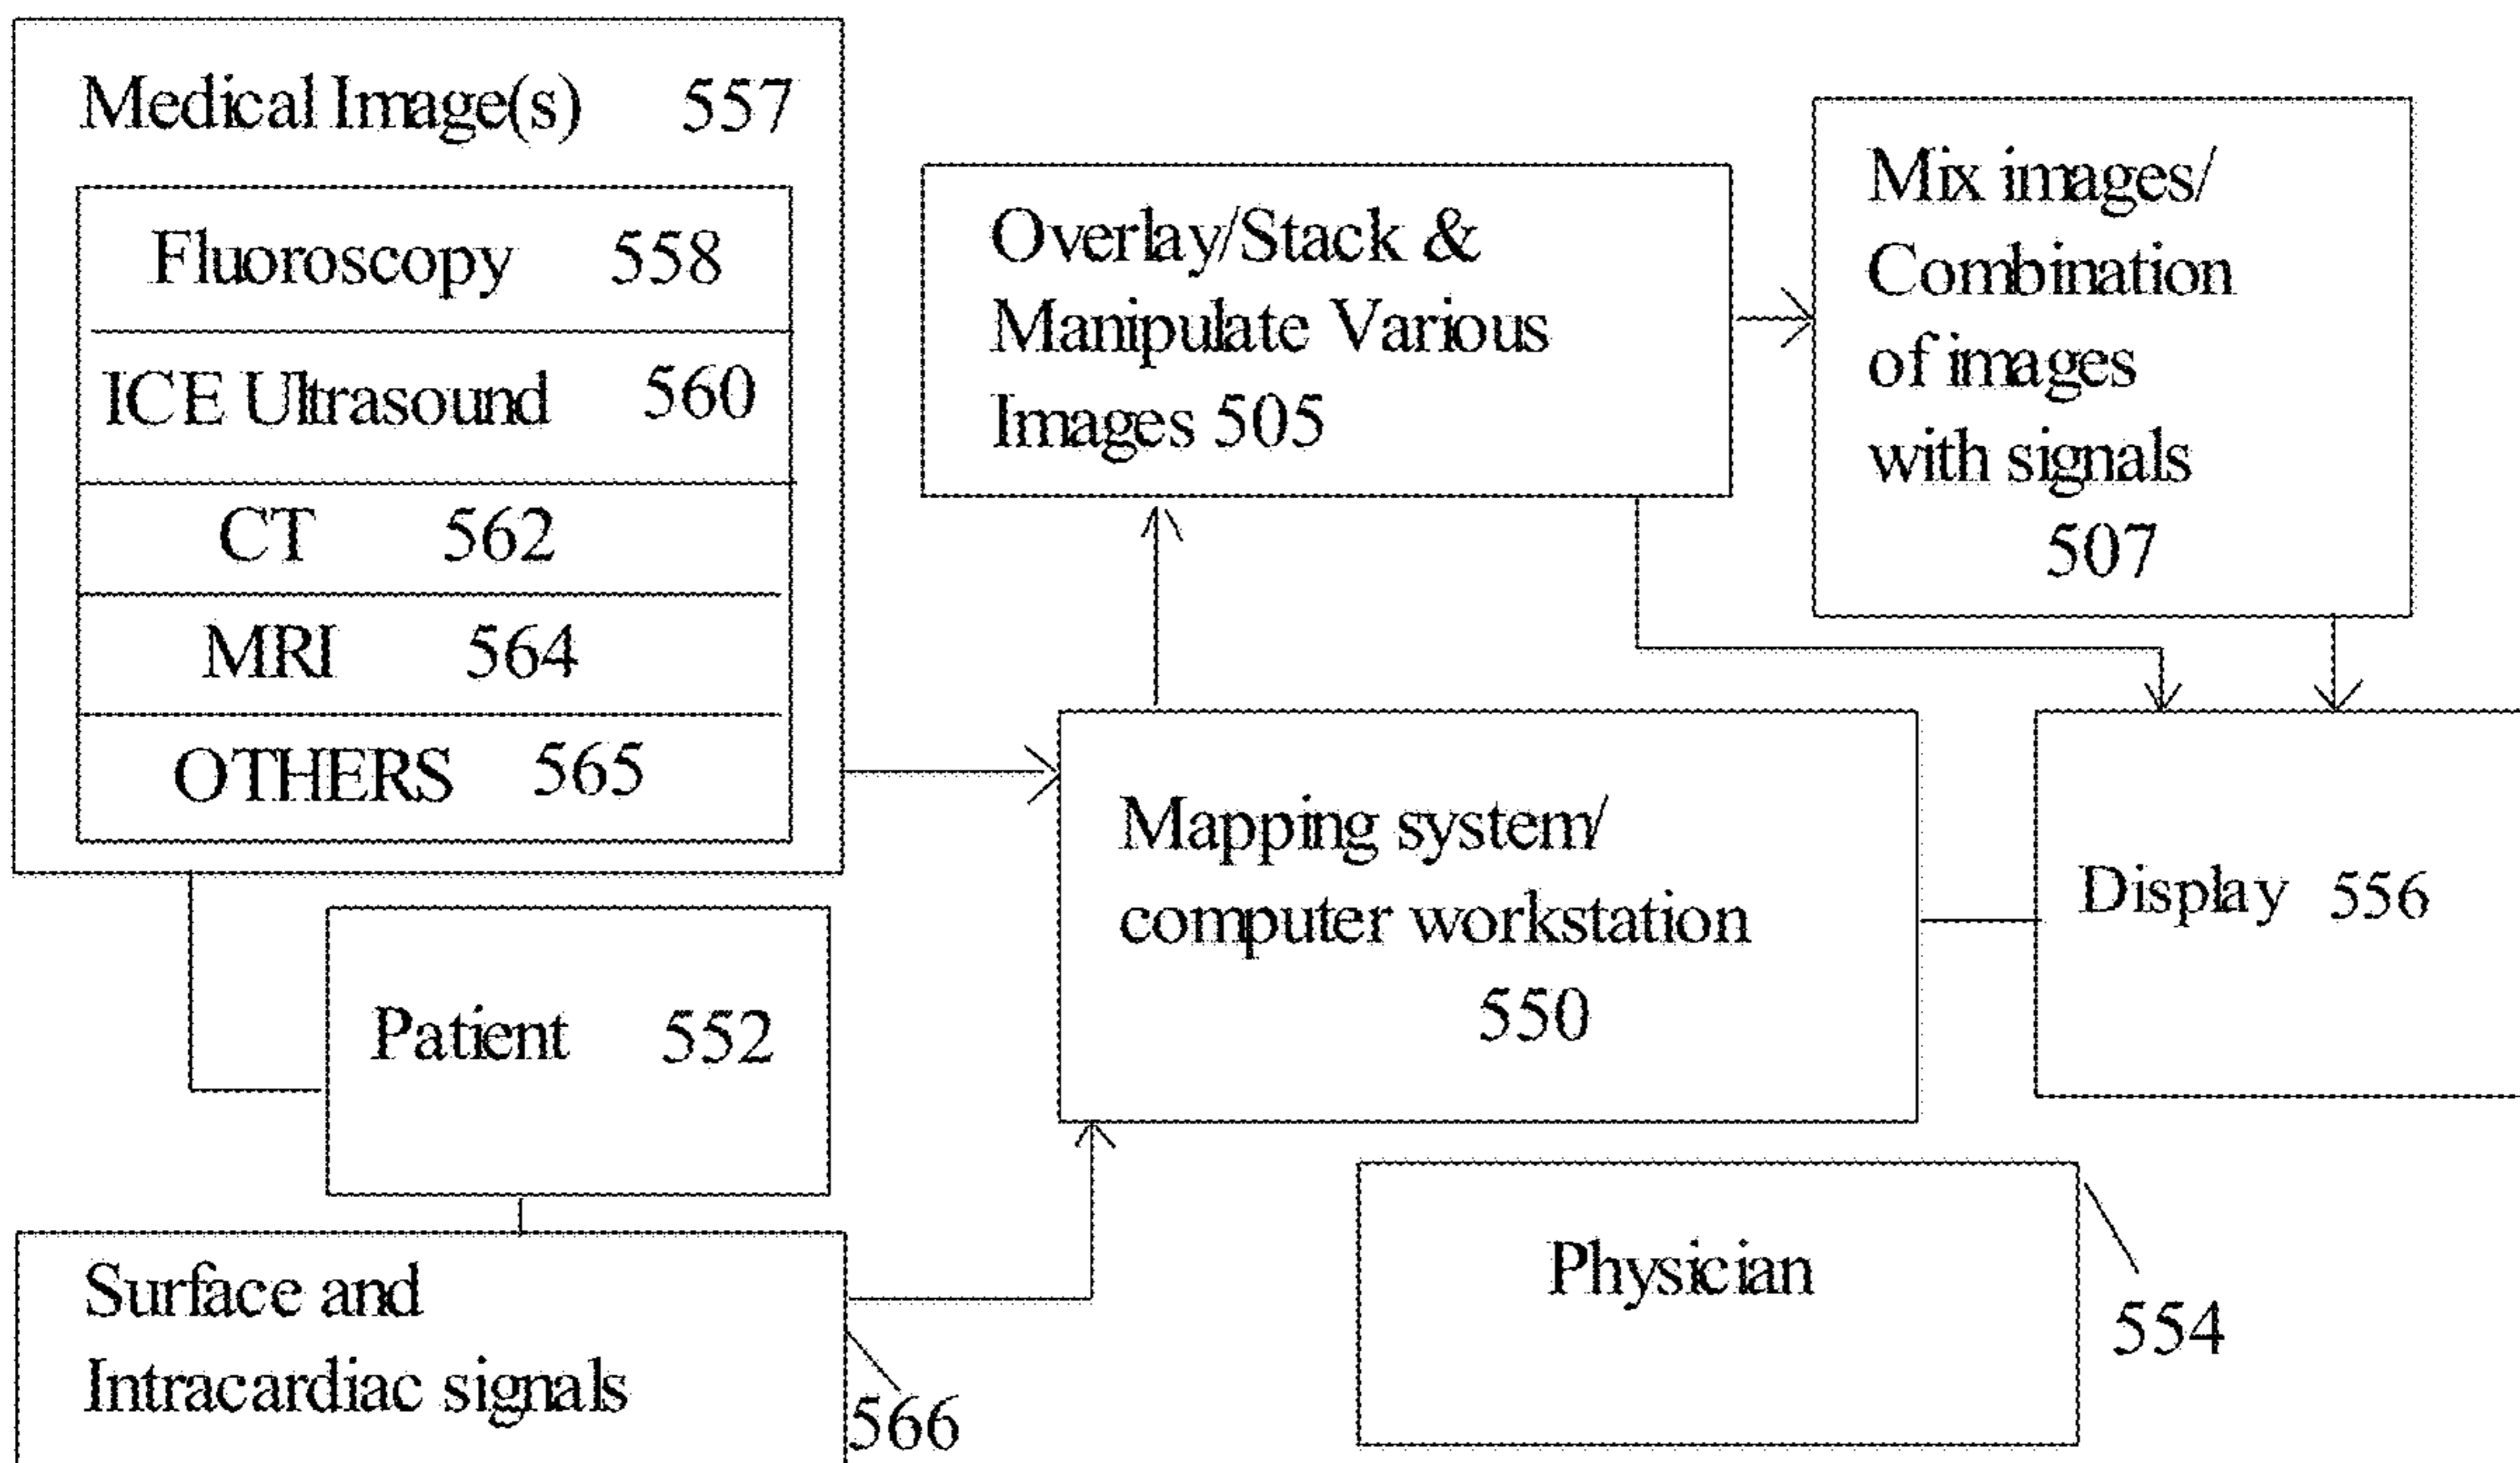 Medical Image(s) 557
Fluoroscopy 558
ICE Ultrasound 560
CT 562
MRI 564
OTHERS 565
Overlay/Stack &
Manipulate Various
Images 505
Mix images/
Combination
of images
with signals
507
Mapping system/
computer workstation
550
Display 556
Patient 552
Surface and
Intracardiac signals
566
Physician
554